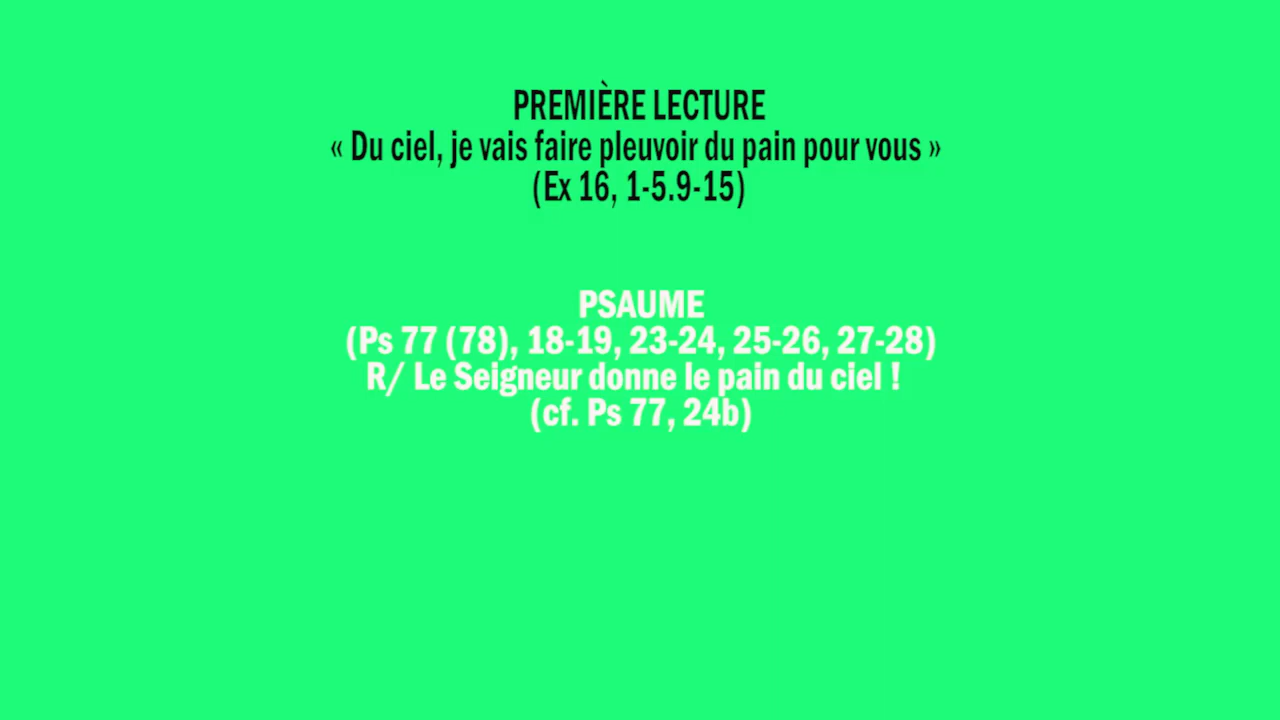 PREMIÈRE LECTURE
« Du ciel, je vais faire pleuvoir du pain pour vous »
(Ex 16, 1-5.9-15)
PSAUME
(Ps 77 (78), 18-19, 23-24, 25-26, 27-28)
R/ Le Seigneur donne le pain du ciel !
(cf. Ps 77, 24b)